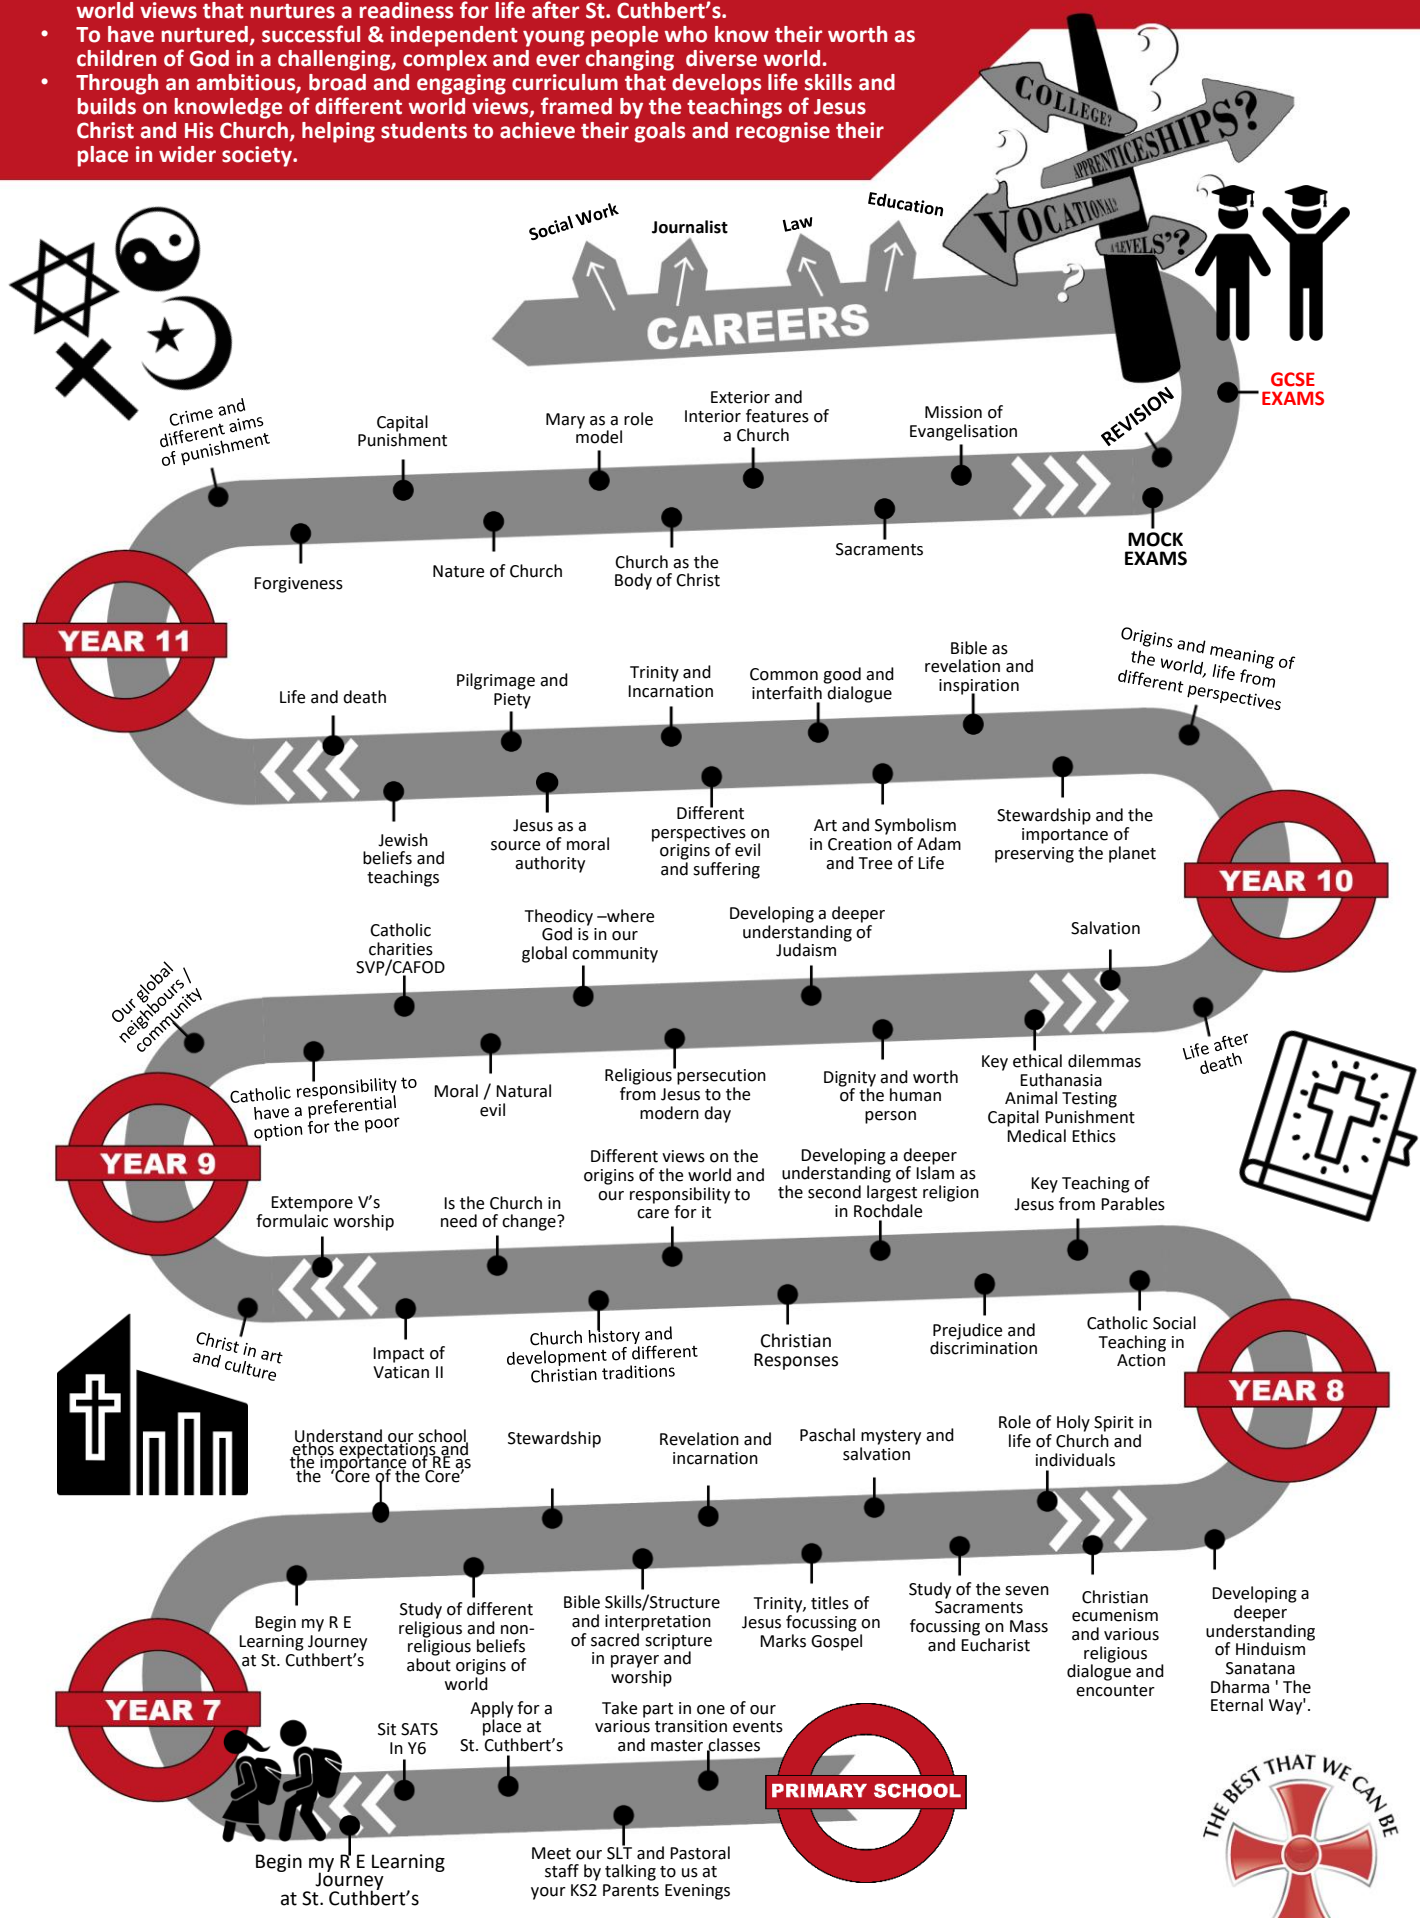 world views that nurtures a readiness for life after St. Cuthbert's.
• To have nurtured, successful & independent young people who know their worth as
children of God in a challenging, complex and ever changing diverse world.
• Through an ambitious, broad and engaging curriculum that develops life skills and
builds on knowledge of different world views, framed by the teachings of Jesus
Christ and His Church, helping students to achieve their goals and recognise their
place in wider society.
COLLEGE?
APPRENTICESHIPS?
VOCATIONAL?
'A'LEVELS'?
Social Work
Journalist
Law
Education
CAREERS
GCSE
EXAMS
REVISION
MOCK
EXAMS
Crime and
different aims
of punishment
Capital
Punishment
Mary as a role
model
Exterior and
Interior features of
a Church
Mission of
Evangelisation
Forgiveness
Nature of Church
Church as the
Body of Christ
Sacraments
YEAR 11
Life and death
Pilgrimage and
Piety
Trinity and
Incarnation
Common good and
interfaith dialogue
Bible as
revelation and
inspiration
Origins and meaning of
the world, life from
different perspectives
Jewish
beliefs and
teachings
Jesus as a
source of moral
authority
Different
perspectives on
origins of evil
and suffering
Art and Symbolism
in Creation of Adam
and Tree of Life
Stewardship and the
importance of
preserving the planet
YEAR 10
Our global
neighbours /
community
Catholic
charities
SVP/CAFOD
Theodicy –where
God is in our
global community
Developing a deeper
understanding of
Judaism
Salvation
Catholic responsibility to
have a preferential
option for the poor
Moral / Natural
evil
Religious persecution
from Jesus to the
modern day
Dignity and worth
of the human
person
Key ethical dilemmas
Euthanasia
Animal Testing
Capital Punishment
Medical Ethics
Life after
death
YEAR 9
Extempore V's
formulaic worship
Is the Church in
need of change?
Different views on the
origins of the world and
our responsibility to
care for it
Developing a deeper
understanding of Islam as
the second largest religion
in Rochdale
Key Teaching of
Jesus from Parables
Christ in art
and culture
Impact of
Vatican II
Church history and
development of different
Christian traditions
Christian
Responses
Prejudice and
discrimination
Catholic Social
Teaching in
Action
YEAR 8
Understand our school
ethos expectations and
the importance of RE as
the 'Core of the Core'
Stewardship
Revelation and
incarnation
Paschal mystery and
salvation
Role of Holy Spirit in
life of Church and
individuals
Begin my R E
Learning Journey
at St. Cuthbert's
Study of different
religious and non-
religious beliefs
about origins of
world
Bible Skills/Structure
and interpretation
of sacred scripture
in prayer and
worship
Trinity, titles of
Jesus focussing on
Marks Gospel
Study of the seven
Sacraments
focussing on Mass
and Eucharist
Christian
ecumenism
and various
religious
dialogue and
encounter
Developing a
deeper
understanding
of Hinduism
Sanatana
Dharma ' The
Eternal Way'.
YEAR 7
Sit SATS
In Y6
Apply for a
place at
St. Cuthbert's
Take part in one of our
various transition events
and master classes
PRIMARY SCHOOL
Begin my R E Learning
Journey
at St. Cuthbert's
Meet our SLT and Pastoral
staff by talking to us at
your KS2 Parents Evenings
THE BEST THAT WE CAN BE